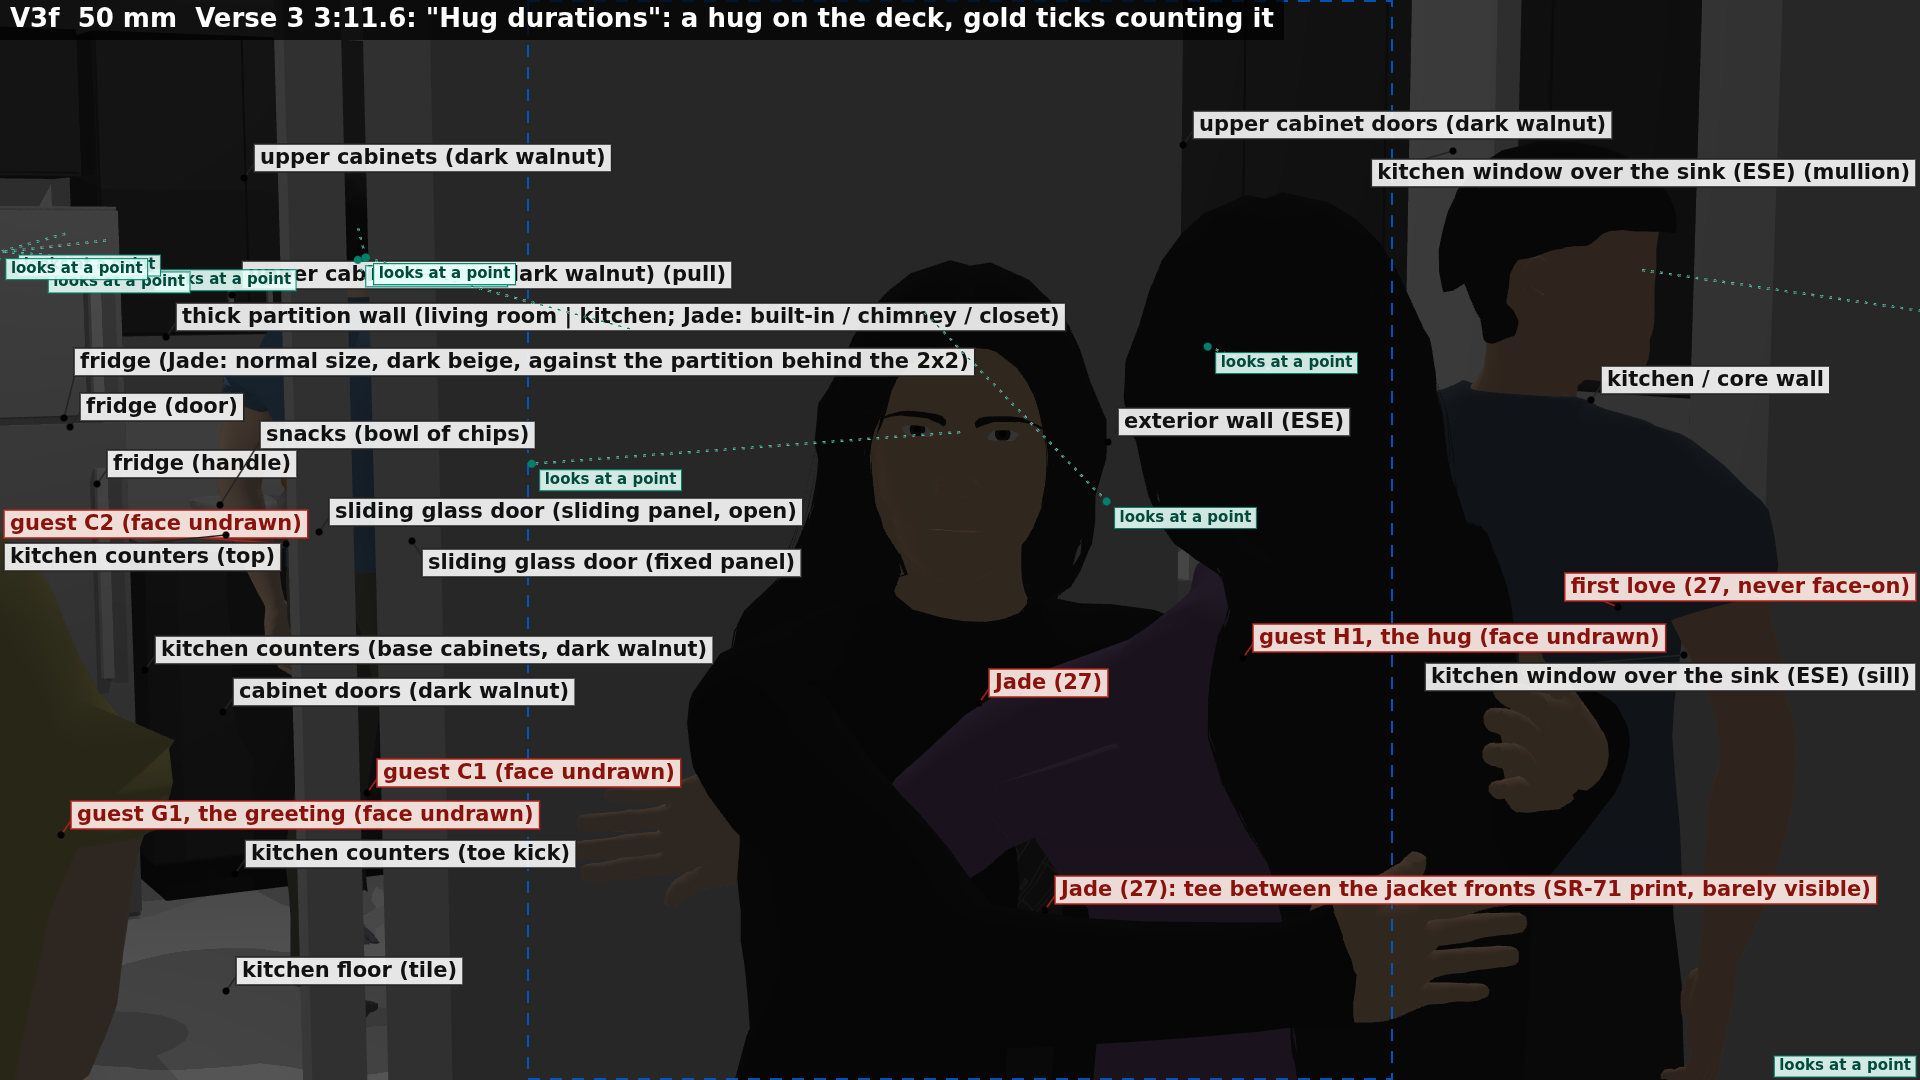 V3f 50 mm Verse 3 3:11.6: "Hug durations": a hug on the deck, gold ticks counting it
upper cabinet doors (dark walnut)
upper cabinets (dark walnut)
kitchen window over the sink (ESE) (mullion)
looks at a point
looks at a point
ks at a point
looks at a point
er cab
ark walnut) (pull)
thick partition wall (living room | kitchen; Jade: built-in / chimney / closet)
fridge (Jade: normal size, dark beige, against the partition behind the 2x2)
looks at a point
kitchen / core wall
fridge (door)
exterior wall (ESE)
snacks (bowl of chips)
fridge (handle)
looks at a point
sliding glass door (sliding panel, open)
looks at a point
guest C2 (face undrawn)
kitchen counters (top)
sliding glass door (fixed panel)
first love (27, never face-on)
guest H1, the hug (face undrawn)
kitchen counters (base cabinets, dark walnut)
kitchen window over the sink (ESE) (sill)
Jade (27)
cabinet doors (dark walnut)
guest C1 (face undrawn)
guest G1, the greeting (face undrawn)
kitchen counters (toe kick)
Jade (27): tee between the jacket fronts (SR-71 print, barely visible)
kitchen floor (tile)
looks at a point